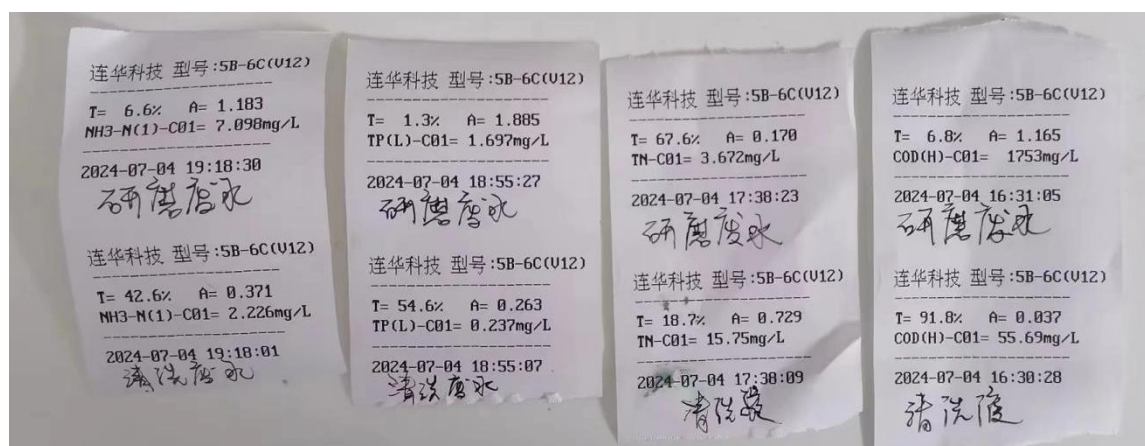 连华科技 型号:5B-6C(V12)
T= 6.6% A= 1.183
NH3-N(1)-C01= 7.098mg/L
2024-07-04 19:18:30
研磨废水
连华科技 型号:5B-6C(V12)
T= 42.6% A= 0.371
NH3-N(1)-C01= 2.226mg/L
2024-07-04 19:18:01
清洗废水
连华科技 型号:5B-6C(V12)
T= 1.3% A= 1.885
TP(L)-C01= 1.697mg/L
2024-07-04 18:55:27
研磨废水
连华科技 型号:5B-6C(V12)
T= 54.6% A= 0.263
TP(L)-C01= 0.237mg/L
2024-07-04 18:55:07
清洗废水
连华科技 型号:5B-6C(V12)
T= 67.6% A= 0.170
TN-C01= 3.672mg/L
2024-07-04 17:38:23
研磨废水
连华科技 型号:5B-6C(V12)
T= 18.7% A= 0.729
TN-C01= 15.75mg/L
2024-07-04 17:38:09
清洗
连华科技 型号:5B-6C(V12)
T= 6.8% A= 1.165
COD(H)-C01= 1753mg/L
2024-07-04 16:31:05
研磨废水
连华科技 型号:5B-6C(V12)
T= 91.8% A= 0.037
COD(H)-C01= 55.69mg/L
2024-07-04 16:30:28
清洗